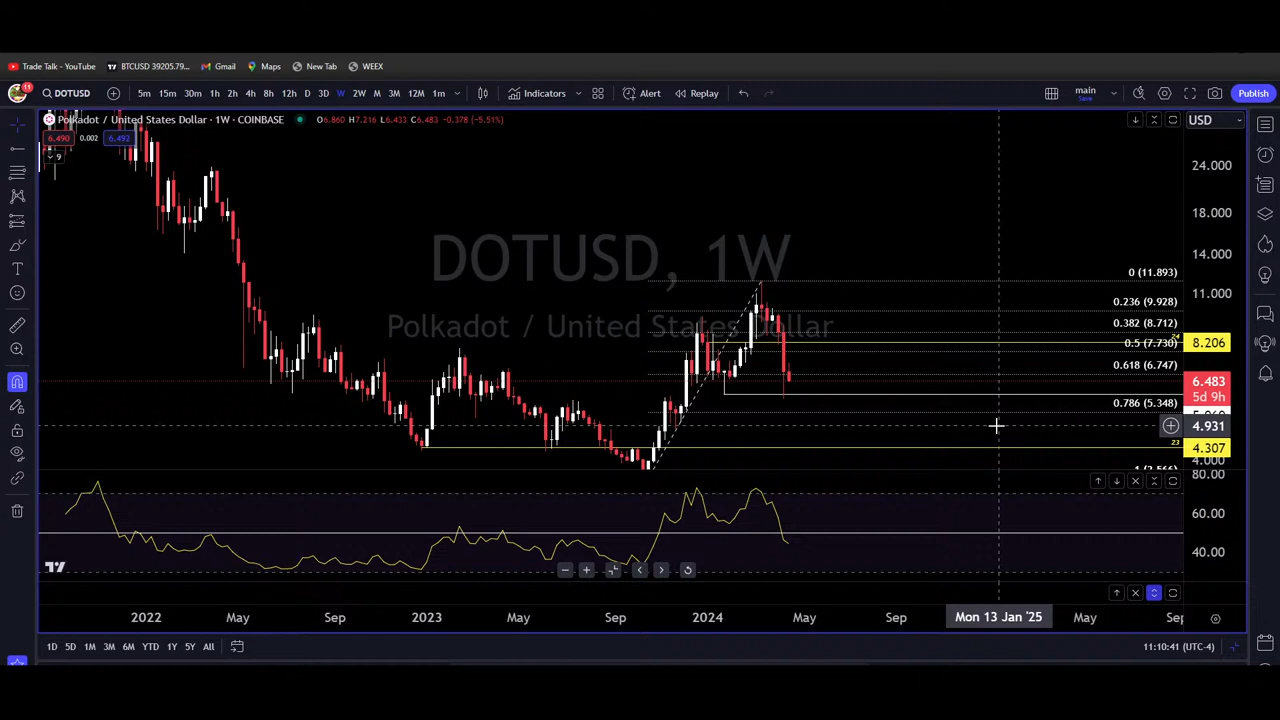 Trade Talk - YouTube BTCUSD 39205.79... Gmail Maps New Tab WEEX
11 DOTUSD 5m 15m 30m 1h 2h 4h 8h 12h D 3D W 2W M 3M 12M 1m Indicators Alert Replay main Save Publish
Polkadot / United States Dollar · 1W · COINBASE O6.860 H7.216 L6.433 C6.483 -0.378 (-5.51%) USD
6.490 0.002 6.492
9
24.000
18.000
DOTUSD, 1W
14.000
0 (11.893)
11.000
0.236 (9.928)
Polkadot / United States Dollar
0.382 (8.712)
0.5 (7.730) 8.206
0.618 (6.747)
6.483
5d 9h
0.786 (5.348)
4.931
23 4.307
4.000
80.00
60.00
40.00
2022 May Sep 2023 May Sep 2024 May Sep Mon 13 Jan '25 May Sep
1D 5D 1M 3M 6M YTD 1Y 5Y All 11:10:41 (UTC-4)